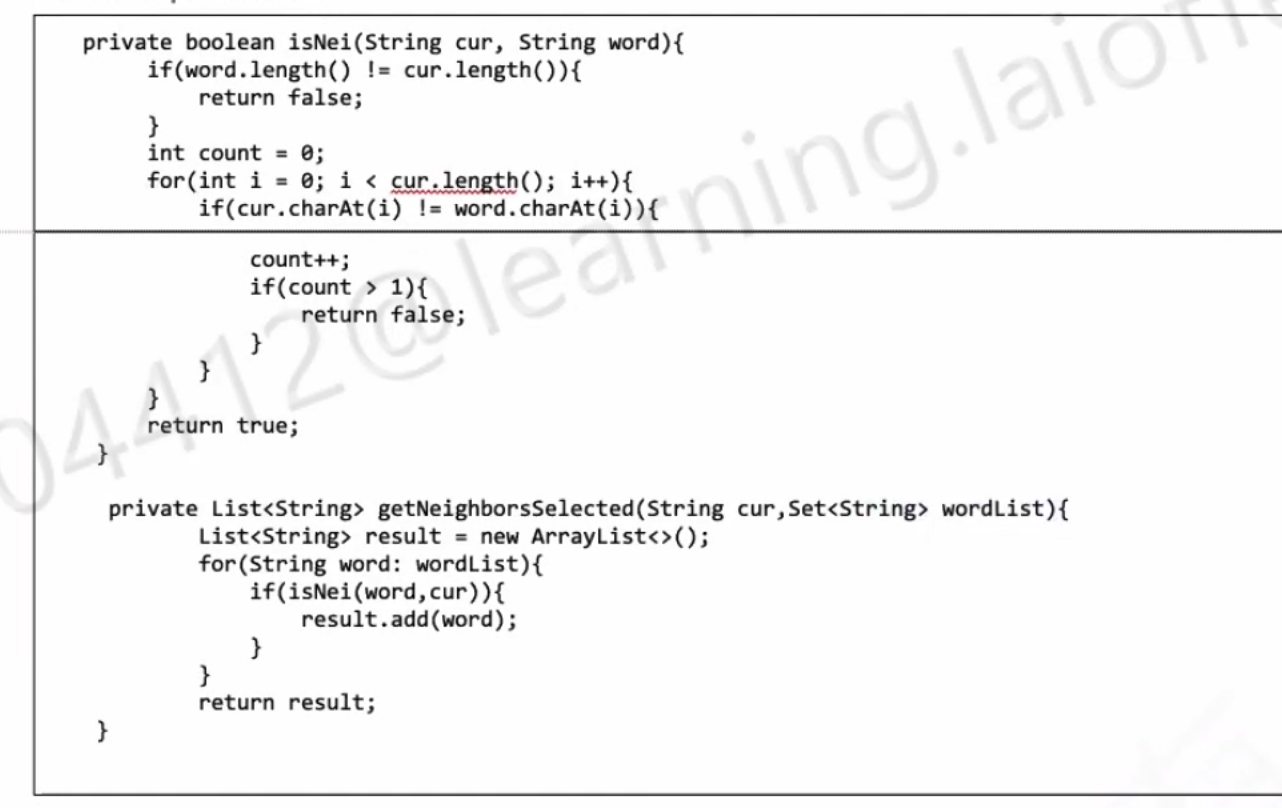 private boolean isNei(String cur, String word){
if(word.length() != cur.length()){
return false;
}
int count = 0;
for(int i = 0; i < cur.length(); i++){
if(cur.charAt(i) != word.charAt(i)){
count++;
if(count > 1){
return false;
}
}
}
return true;
}
private List<String> getNeighborsSelected(String cur,Set<String> wordList){
List<String> result = new ArrayList<>();
for(String word: wordList){
if(isNei(word,cur)){
result.add(word);
}
}
return result;
}
04412@learning.laioff